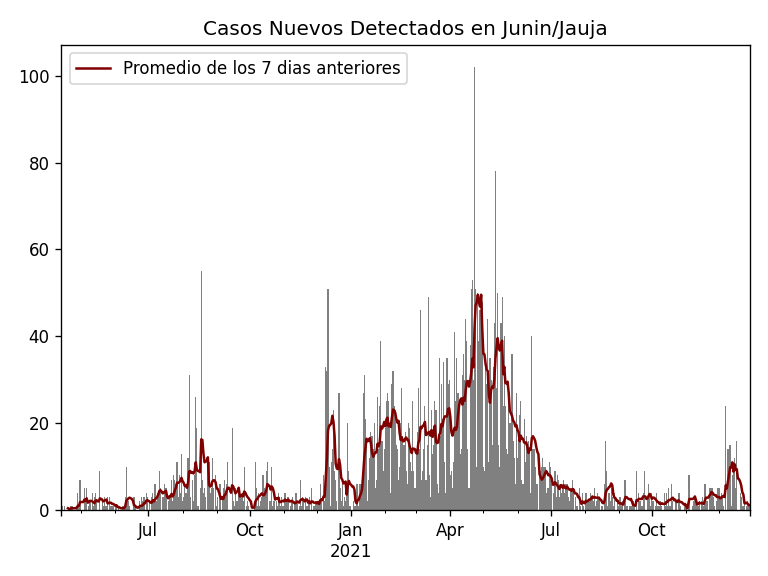 Casos Nuevos Detectados en Junin/Jauja
Promedio de los 7 dias anteriores
100
80
60
40
20
0
Jul Oct Jan Apr Jul Oct
2021